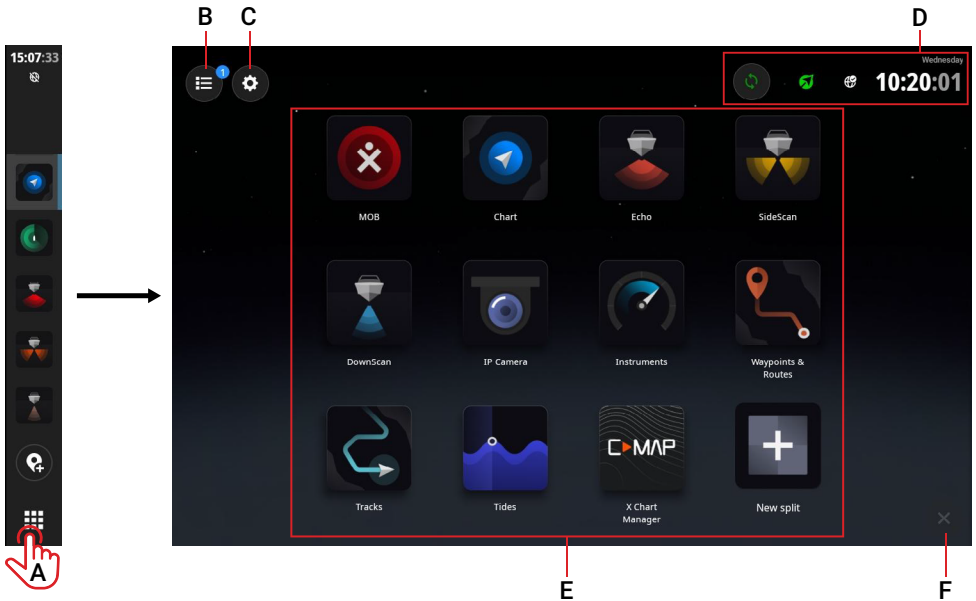 B C D
15:07:33
Wednesday
1
10:20:01
MOB Chart Echo SideScan
DownScan IP Camera Instruments Waypoints &
Routes
C-MAP
Tracks Tides X Chart New split
Manager
A
E F